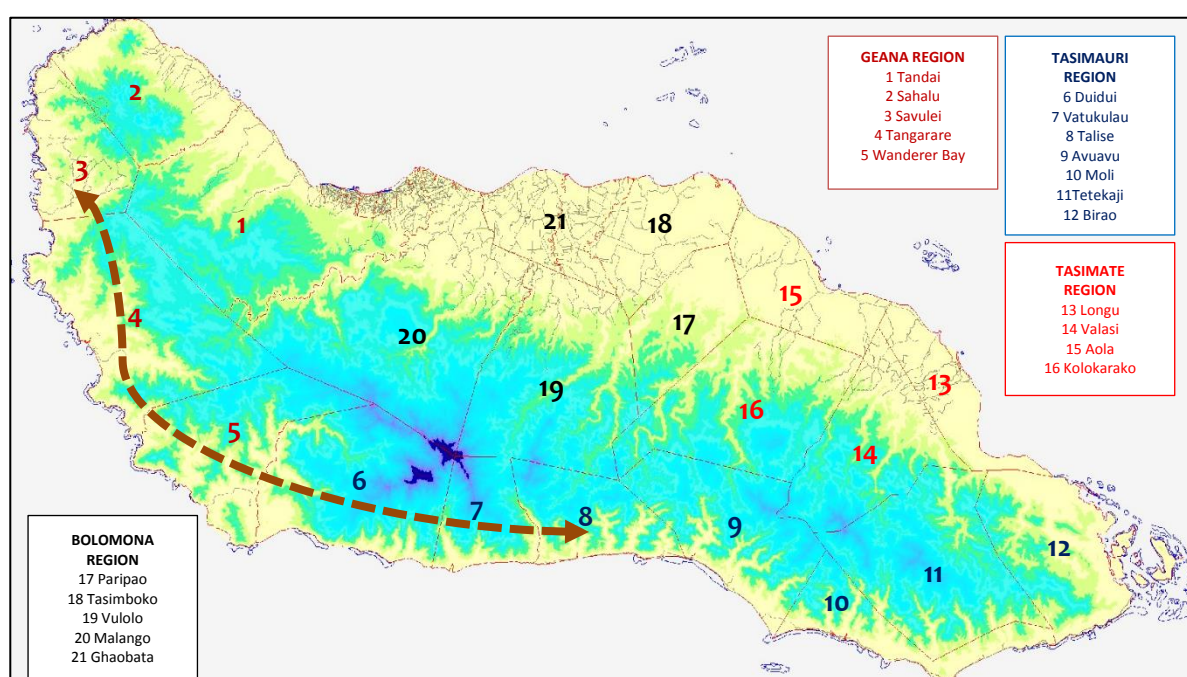 GEANA REGION
1 Tandai
2 Sahalu
3 Savulei
4 Tangarare
5 Wanderer Bay
TASIMAURI
REGION
6 Duidui
7 Vatukulau
8 Talise
9 Avuavu
10 Moli
11Tetekaji
12 Birao
TASIMATE
REGION
13 Longu
14 Valasi
15 Aola
16 Kolokarako
BOLOMONA
REGION
17 Paripao
18 Tasimboko
19 Vulolo
20 Malango
21 Ghaobata
2
3
1
21
18
15
4
20
17
19
13
5
16
14
6
7
8
9
12
11
10